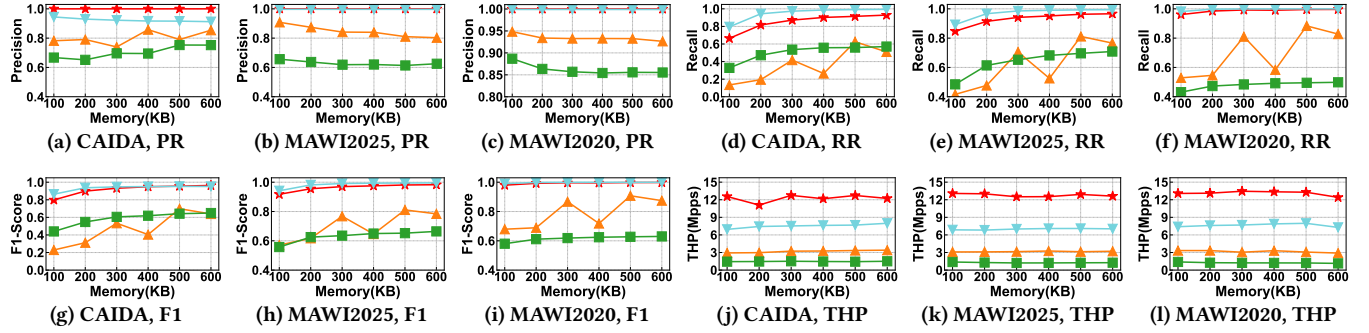 Precision
1.0
0.8
0.6
0.4
100 200 300 400 500 600
Memory(KB)
(a) CAIDA, PR
Precision
1.0
0.8
0.6
0.4
100 200 300 400 500 600
Memory(KB)
(b) MAWI2025, PR
Precision
1.00
0.95
0.90
0.85
0.80
100 200 300 400 500 600
Memory(KB)
(c) MAWI2020, PR
Recall
1.0
0.8
0.6
0.4
0.2
0.0
100 200 300 400 500 600
Memory(KB)
(d) CAIDA, RR
Recall
1.0
0.8
0.6
0.4
100 200 300 400 500 600
Memory(KB)
(e) MAWI2025, RR
Recall
1.0
0.8
0.6
0.4
100 200 300 400 500 600
Memory(KB)
(f) MAWI2020, RR
F1-Score
1.0
0.8
0.6
0.4
0.2
0.0
100 200 300 400 500 600
Memory(KB)
(g) CAIDA, F1
F1-Score
1.0
0.8
0.6
0.4
100 200 300 400 500 600
Memory(KB)
(h) MAWI2025, F1
F1-Score
1.0
0.8
0.6
0.4
100 200 300 400 500 600
Memory(KB)
(i) MAWI2020, F1
THP(Mpps)
15
12
9
6
3
0
100 200 300 400 500 600
Memory(KB)
(j) CAIDA, THP
THP(Mpps)
15
12
9
6
3
0
100 200 300 400 500 600
Memory(KB)
(k) MAWI2025, THP
THP(Mpps)
15
12
9
6
3
0
100 200 300 400 500 600
Memory(KB)
(l) MAWI2020, THP